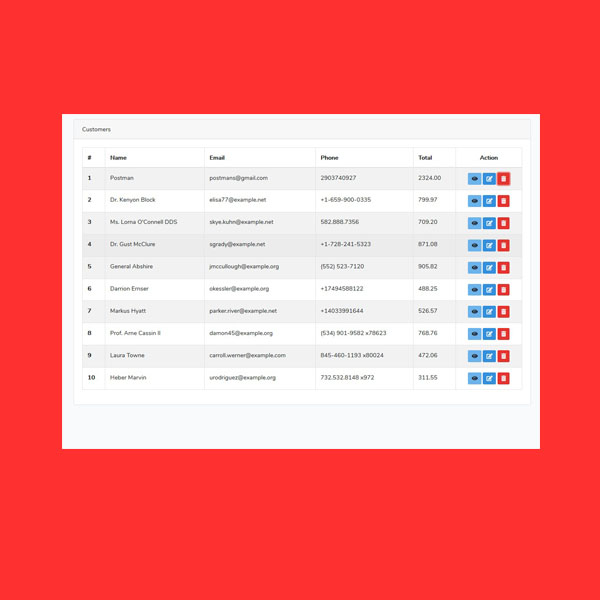 Customers
# Name Email Phone Total Action
1 Postman postmans@gmail.com 2903740927 2324.00
2 Dr. Kenyon Block elisa77@example.net +1-659-900-0335 799.97
3 Ms. Lorna O'Connell DDS skye.kuhn@example.net 582.888.7356 709.20
4 Dr. Gust McClure sgrady@example.net +1-728-241-5323 871.08
5 General Abshire jmccullough@example.org (552) 523-7120 905.82
6 Damon Ernser okessler@example.org +17494588122 488.25
7 Markus Hyatt parker.river@example.net +14033991644 526.57
8 Prof. Arne Cassin II damon45@example.org (534) 901-9582 x78623 768.76
9 Laura Towne carroll.werner@example.com 845-460-1193 x80024 472.06
10 Heber Marvin urodriguez@example.org 732.532.8148 x972 311.55